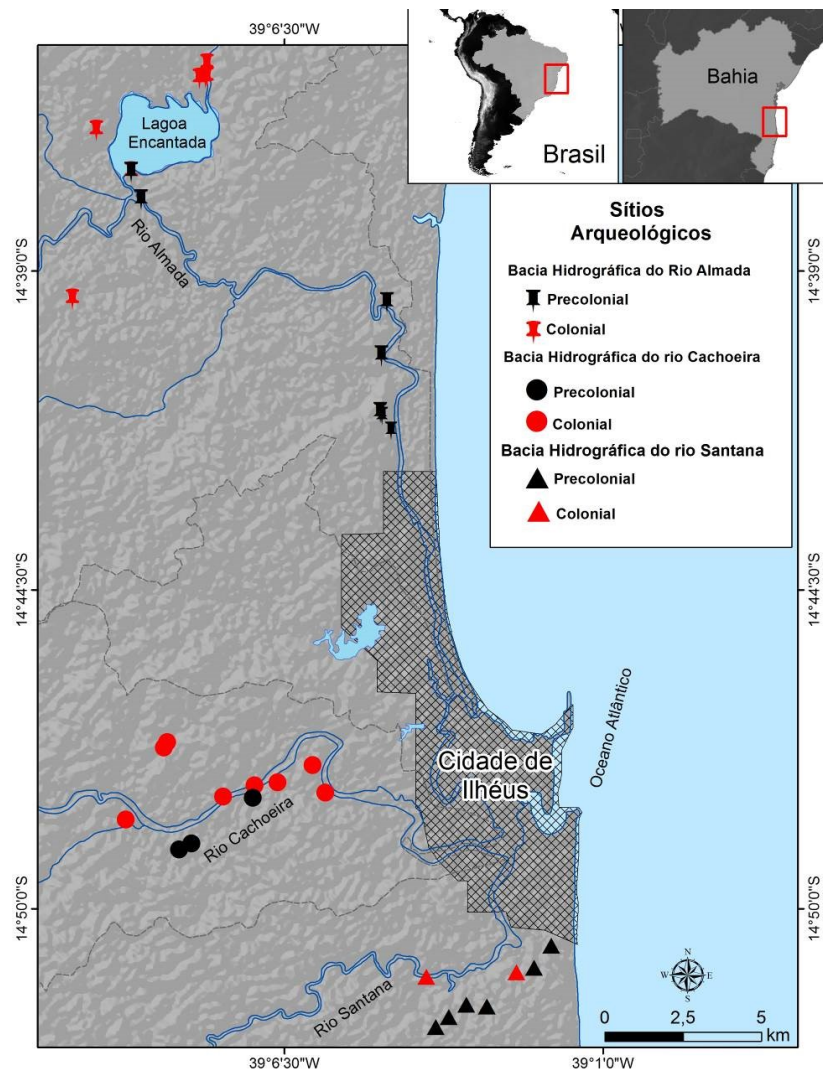 39°6'30"W
Lagoa
Encantada
Rio Almada
14°39'0"S
14°39'0"S
Brasil
Bahia
Sítios
Arqueológicos
Bacia Hidrográfica do Rio Almada
Precolonial
Colonial
Bacia Hidrográfica do rio Cachoeira
Precolonial
Colonial
Bacia Hidrográfica do rio Santana
Precolonial
Colonial
14°44'30"S
14°44'30"S
Oceano Atlântico
Cidade de
Ilhéus
Rio Cachoeira
14°50'0"S
14°50'0"S
Rio Santana
N
W E
S
0 2,5 5
km
39°6'30"W
39°1'0"W